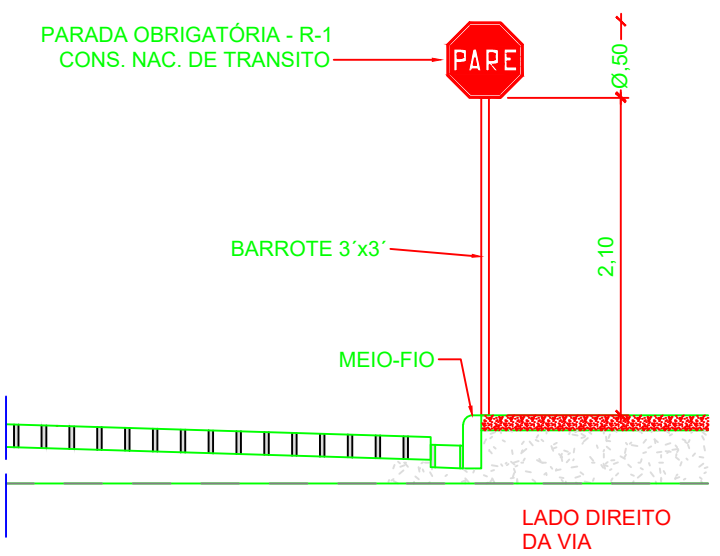 PARADA OBRIGATÓRIA - R-1
CONS. NAC. DE TRANSITO
PARE
Ø,50
BARROTE 3´x3´
2,10
MEIO-FIO
LADO DIREITO
DA VIA